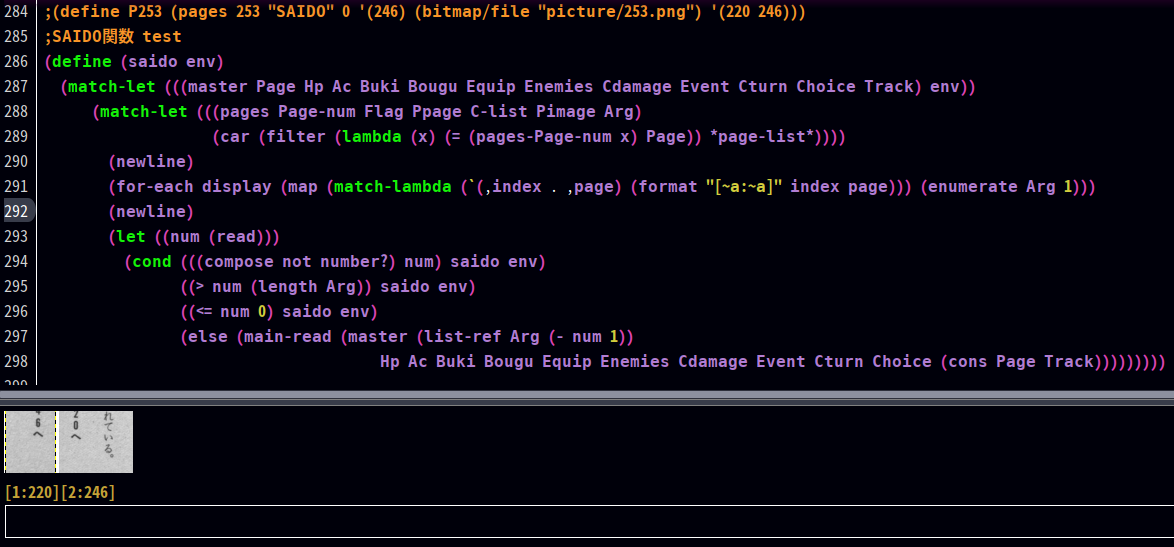 284 ;(define P253 (pages 253 "SAIDO" 0 '(246) (bitmap/file "picture/253.png") '(220 246)))
285 ;SAIDO関数 test
286 (define (saido env)
287 (match-let (((master Page Hp Ac Buki Bougu Equip Enemies Cdamage Event Cturn Choice Track) env))
288 (match-let (((pages Page-num Flag Ppage C-list Pimage Arg)
289 (car (filter (lambda (x) (= (pages-Page-num x) Page)) *page-list*))))
290 (newline)
291 (for-each display (map (match-lambda (`(,index . ,page) (format "[~a:~a]" index page))) (enumerate Arg 1)))
292 (newline)
293 (let ((num (read)))
294 (cond (((compose not number?) num) saido env)
295 ((> num (length Arg)) saido env)
296 ((<= num 0) saido env)
297 (else (main-read (master (list-ref Arg (- num 1))
298 Hp Ac Buki Bougu Equip Enemies Cdamage Event Cturn Choice (cons Page Track)))))))))
れている。
20へ
6へ
[1:220][2:246]